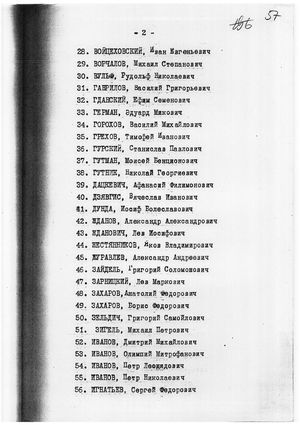 - 2 -
57
28. ВОЙЦЕХОВСКИЙ, Иван Евгеньевич
29. ВОРЧАЛОВ, Михаил Степанович
30. ВУЛЬФ, Рудольф Николаевич
31. ГАВРИЛОВ, Василий Григорьевич
32. ГДАНСКИЙ, Ефим Семенович
33. ГЕРМАН, Эдуард Микович
34. ГОРОХОВ, Василий Михайлович
35. ГРЕХОВ, Тимофей Иванович
36. ГУРСКИЙ, Станислав Павлович
37. ГУТМАН, Моисей Бенционович
38. ГУТНИК, Николай Георгиевич
39. ДАЦКЕВИЧ, Афанасий Филимонович
40. ДЗЯВГИС, Вячеслав Иванович
41. ДУНДА, Иосиф Болеславович
42. ЖДАНОВ, Александр Александрович
43. ЖДАНОВИЧ, Лев Иосифович
44. ЖЕСТЯННИКОВ, Яков Владимирович
45. ЖУРАВЛЕВ, Александр Андреевич
46. ЗАЙДЕЛЬ, Григорий Соломонович
47. ЗАРНИЦКИЙ, Лев Маркович
48. ЗАХАРОВ, Анатолий Федорович
49. ЗАХАРОВ, Борис Федорович
50. ЗЕЛЬДИЧ, Григорий Самойлович
51. ЗИГЕЛЬ, Михаил Петрович
52. ИВАНОВ, Дмитрий Михайлович
53. ИВАНОВ, Олимпий Митрофанович
54. ИВАНОВ, Петр Леонидович
55. ИВАНОВ, Петр Николаевич
56. ИГНАТЬЕВ, Сергей Федорович